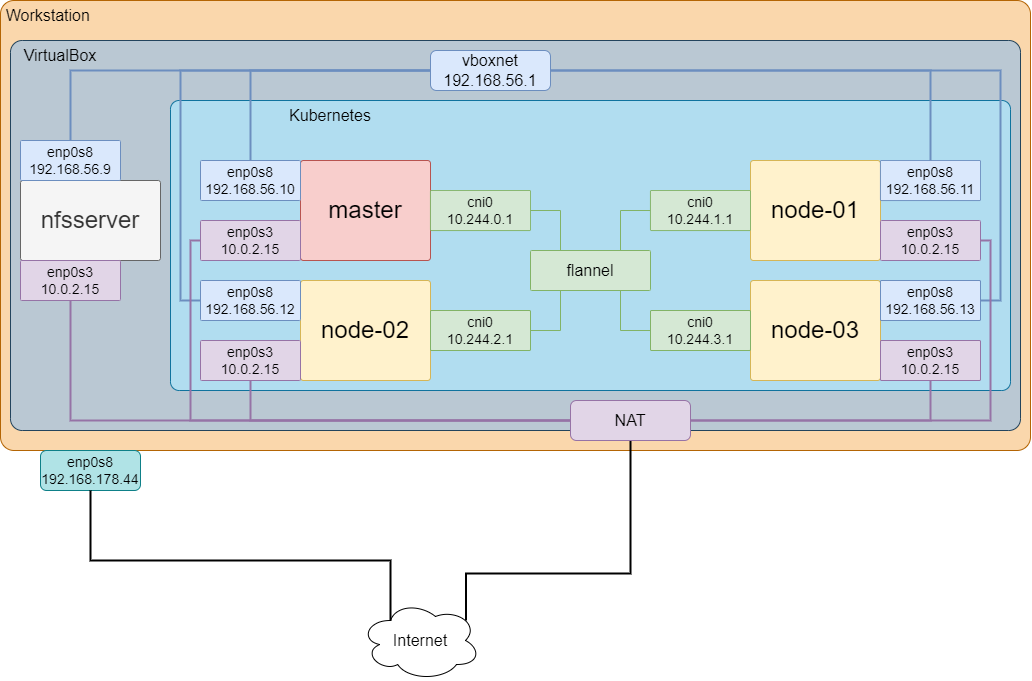 Workstation
VirtualBox
vboxnet
192.168.56.1
Kubernetes
enp0s8
192.168.56.9
nfsserver
enp0s3
10.0.2.15
enp0s8
192.168.56.10
master
enp0s3
10.0.2.15
cni0
10.244.0.1
cni0
10.244.1.1
node-01
enp0s8
192.168.56.11
enp0s3
10.0.2.15
flannel
enp0s8
192.168.56.12
node-02
enp0s3
10.0.2.15
cni0
10.244.2.1
cni0
10.244.3.1
node-03
enp0s8
192.168.56.13
enp0s3
10.0.2.15
NAT
enp0s8
192.168.178.44
Internet